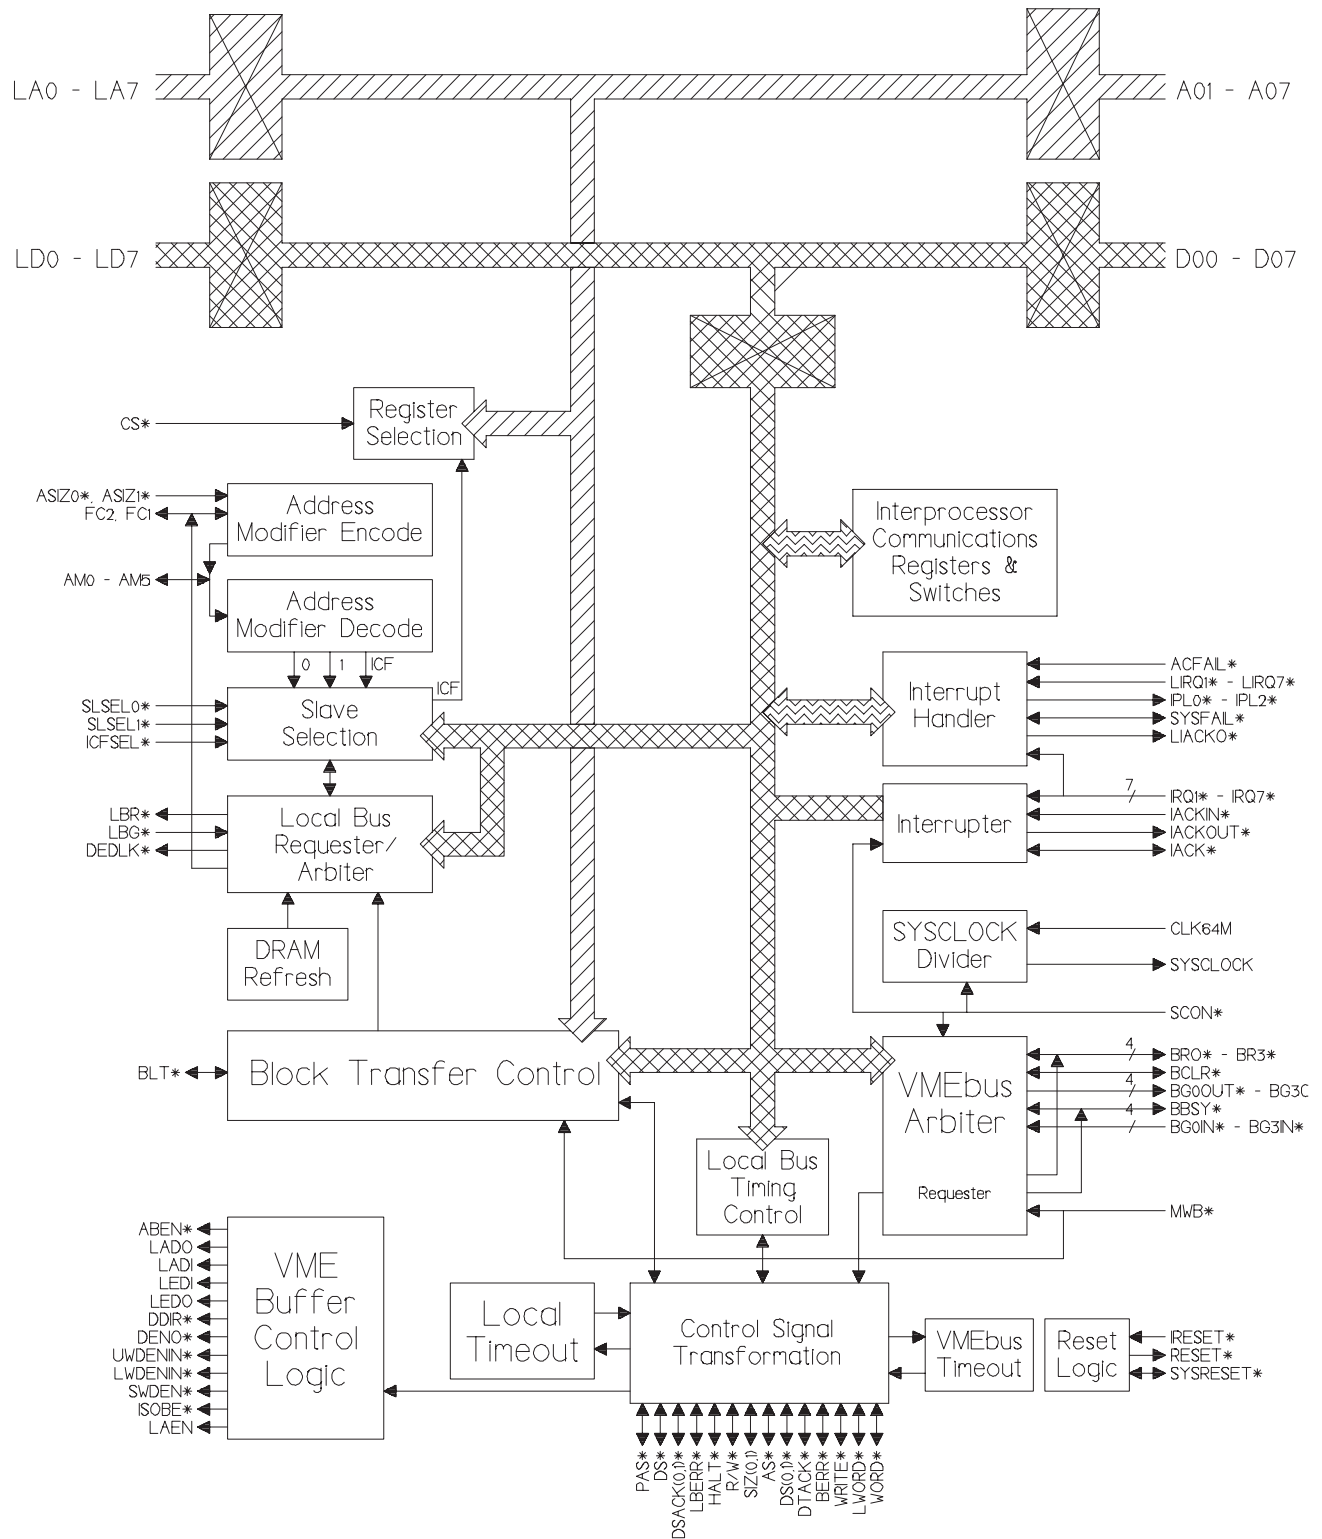 LA0 - LA7
A01 - A07
LD0 - LD7
D00 - D07
CS*
Register
Selection
ASIZ0*, ASIZ1*
FC2, FC1
Address
Modifier Encode
AM0 - AM5
Address
Modifier Decode
0
1
ICF
ICF
SLSEL0*
SLSEL1*
ICFSEL*
Slave
Selection
LBR*
LBG*
DEDLK*
Local Bus
Requester/
Arbiter
DRAM
Refresh
BLT*
Block Transfer Control
Interprocessor
Communications
Registers &
Switches
Interrupt
Handler
ACFAIL*
LIRQ1* - LIRQ7*
IPL0* - IPL2*
SYSFAIL*
LIACKO*
Interrupter
7
IRQ1* - IRQ7*
IACKIN*
IACKOUT*
IACK*
SYSCLOCK
Divider
CLK64M
SYSCLOCK
SCON*
VMEbus
Arbiter
Requester
4
BR0* - BR3*
BCLR*
4
BG0OUT* - BG3O
BBSY*
4
BG0IN* - BG3IN*
MWB*
Local Bus
Timing
Control
ABEN*
LADO
LADI
LEDI
LEDO
DDIR*
DENO*
UWDENIN*
LWDENIN*
SWDEN*
ISOBE*
LAEN
VME
Buffer
Control
Logic
Local
Timeout
Control Signal
Transformation
VMEbus
Timeout
Reset
Logic
IRESET*
RESET*
SYSRESET*
PAS*
DS*
DSACK(0,1)*
LBERR*
HALT*
R/W*
SIZ(0,1)
AS*
DS(0,1)*
DTACK*
BERR*
WRITE*
LWORD*
WORD*